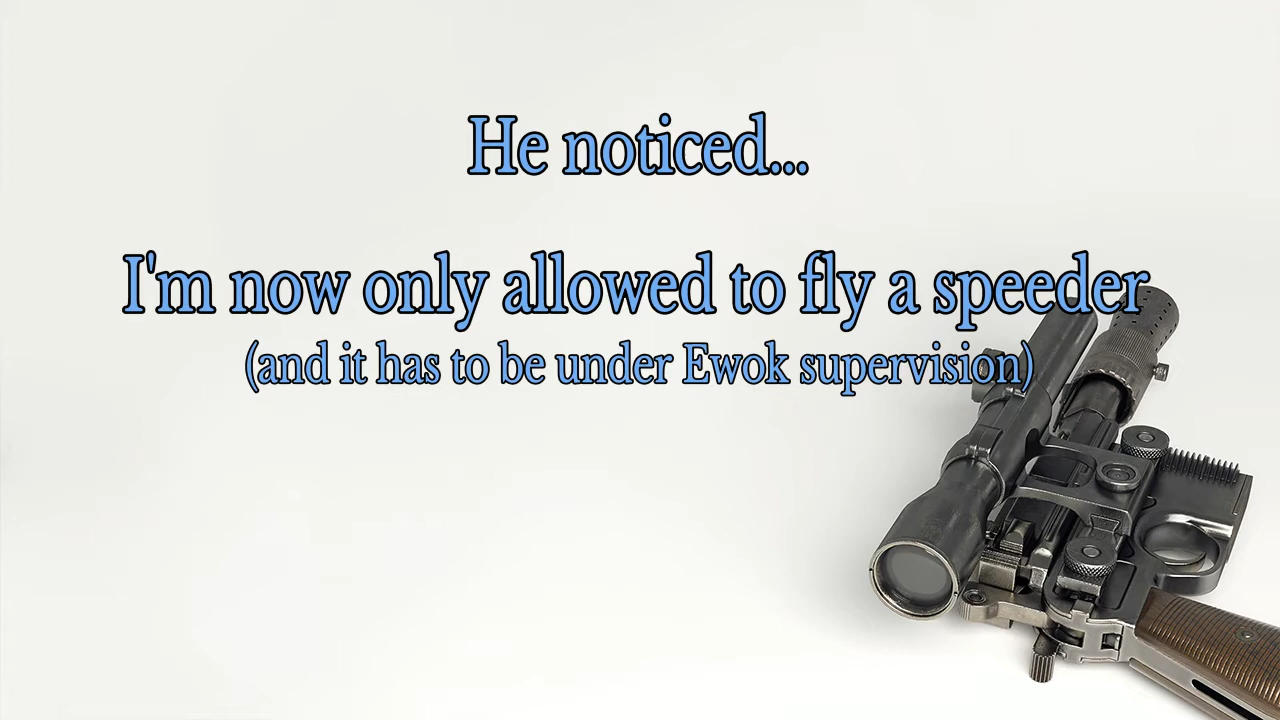 He noticed...
I'm now only allowed to fly a speeder
(and it has to be under Ewok supervision)